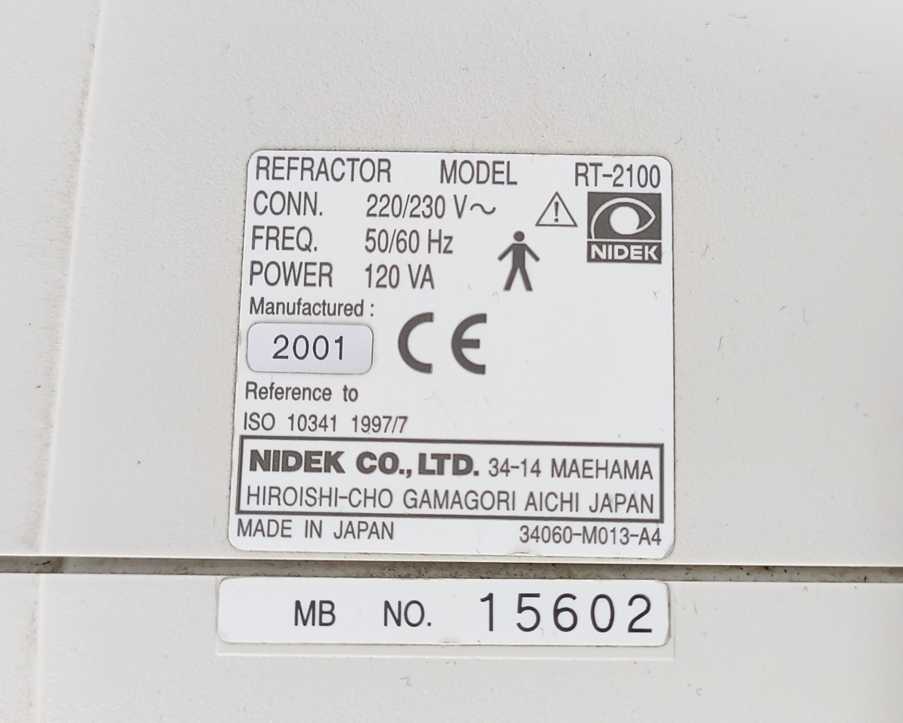 REFRACTOR MODEL RT-2100
CONN. 220/230 V~
FREQ. 50/60 Hz
NIDEK
POWER 120 VA
Manufactured :
2001 CE
Reference to
ISO 10341 1997/7
NIDEK CO., LTD. 34-14 MAEHAMA
HIROISHI-CHO GAMAGORI AICHI JAPAN
MADE IN JAPAN 34060-M013-A4
MB NO. 15602